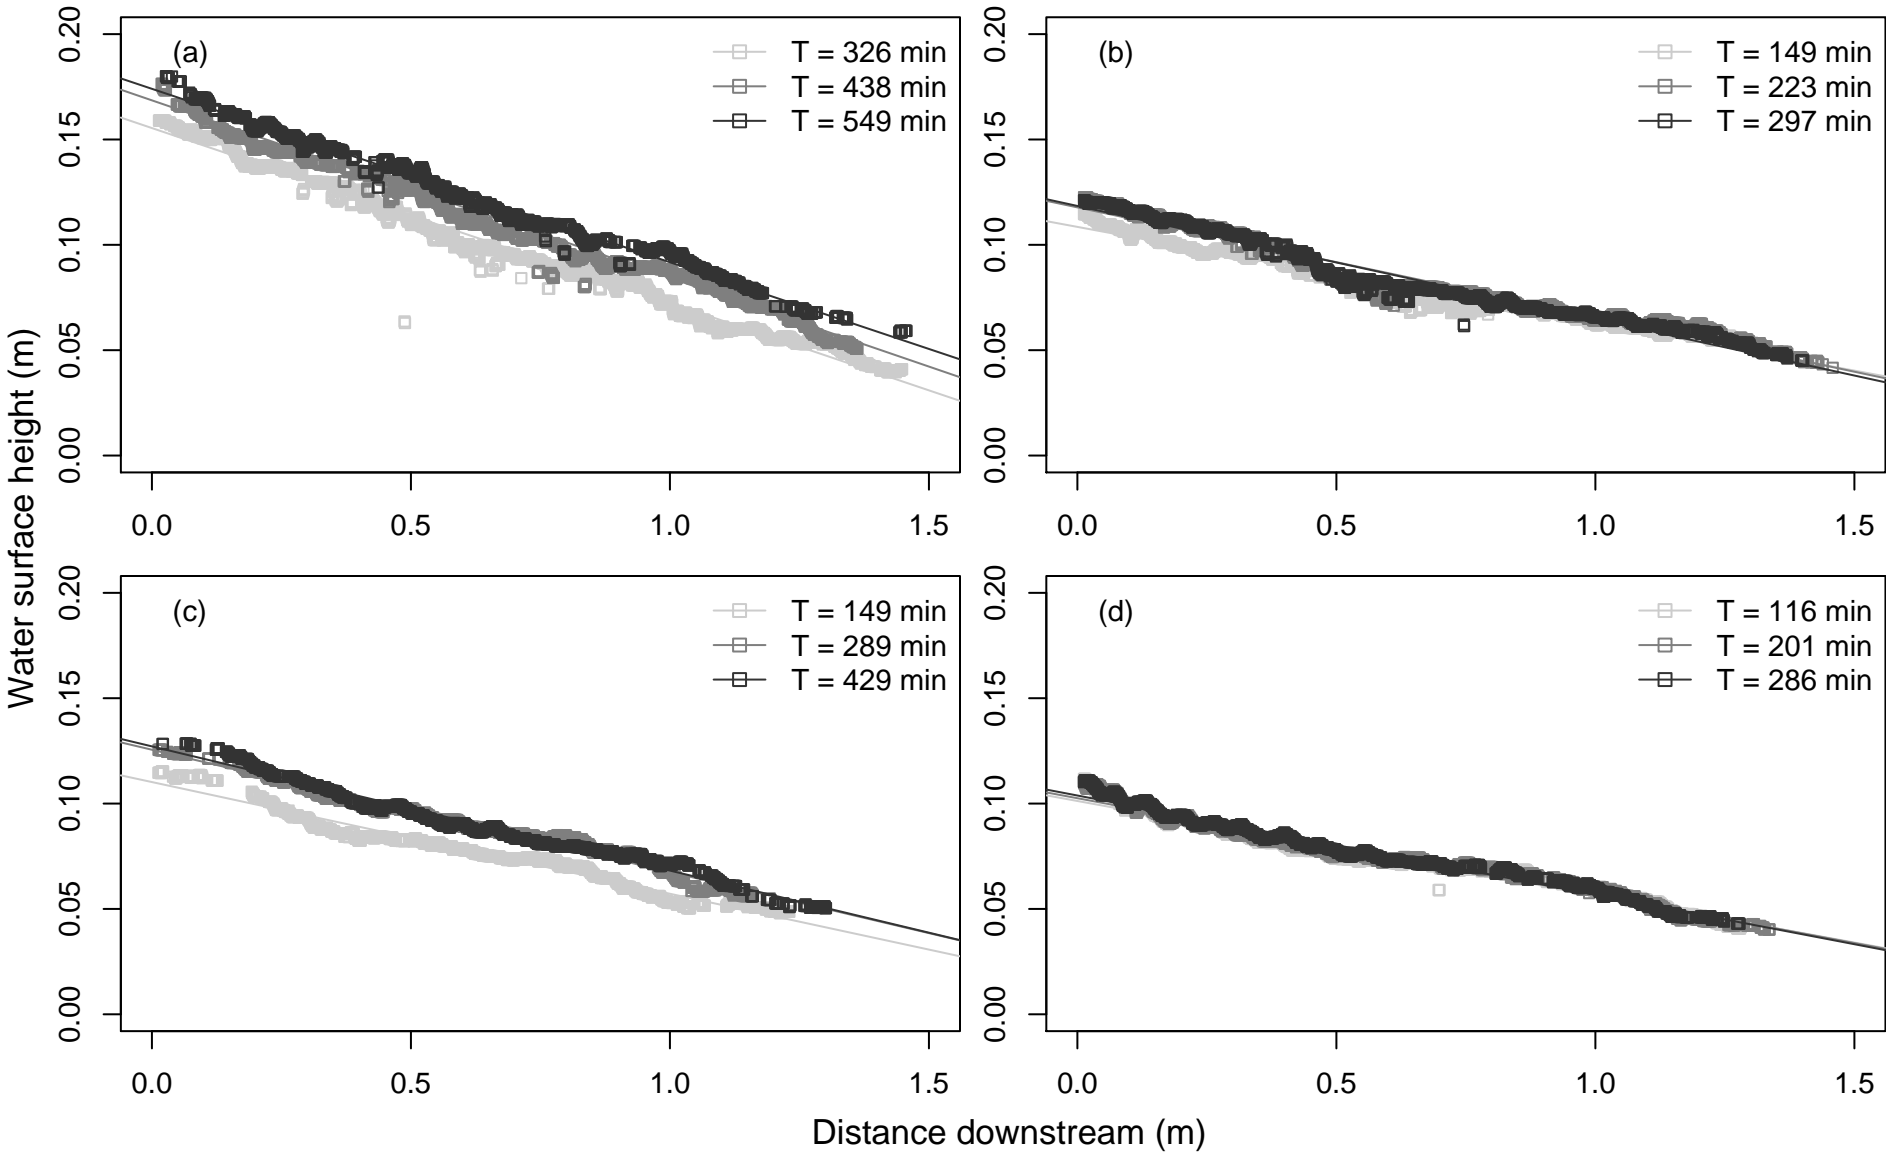 Water surface height (m)
(a)
T = 326 min
T = 438 min
T = 549 min
0.20
0.15
0.10
0.05
0.00
0.0 0.5 1.0 1.5
(b)
T = 149 min
T = 223 min
T = 297 min
0.20
0.15
0.10
0.05
0.00
0.0 0.5 1.0 1.5
(c)
T = 149 min
T = 289 min
T = 429 min
0.20
0.15
0.10
0.05
0.00
0.0 0.5 1.0 1.5
(d)
T = 116 min
T = 201 min
T = 286 min
0.20
0.15
0.10
0.05
0.00
0.0 0.5 1.0 1.5
Distance downstream (m)